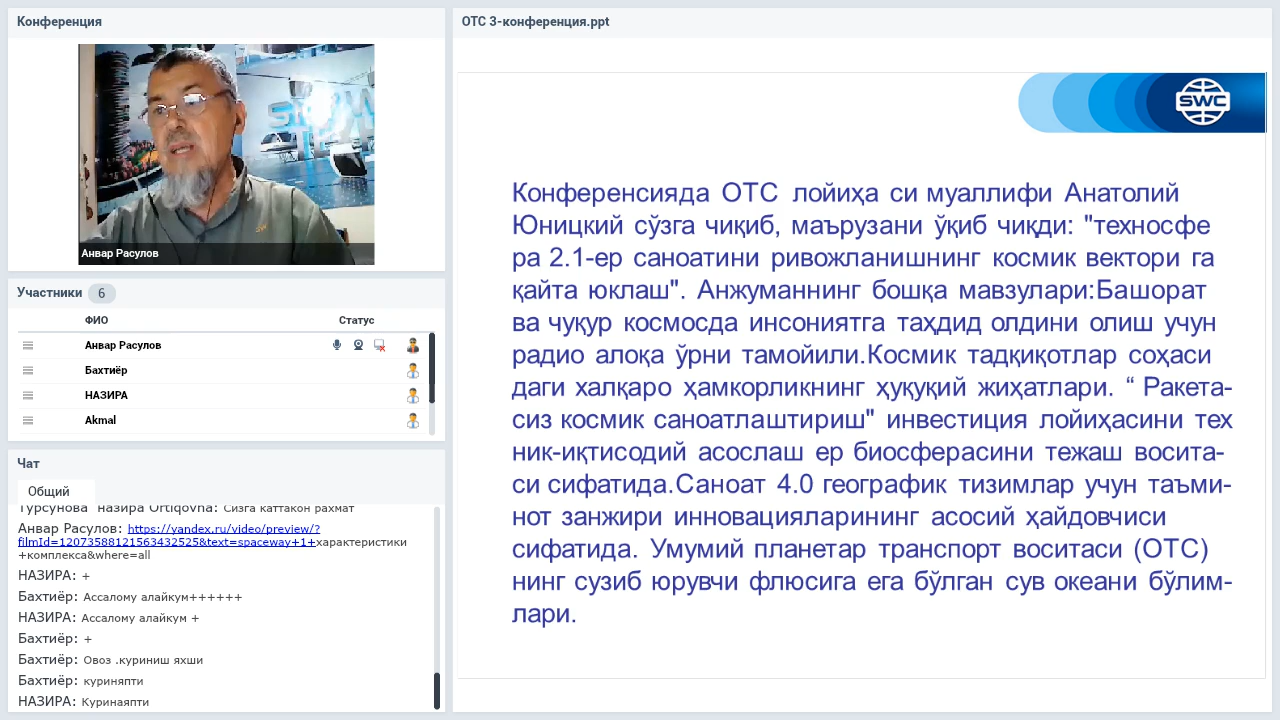 Конференция
Анвар Расулов
Участники 6
ФИО Статус
Анвар Расулов
Бахтиёр
НАЗИРА
Akmal
Чат
Общий
Турсунова назира Ortiqovna: Сизга каттакон рахмат
Анвар Расулов: https://yandex.ru/video/preview/?
filmId=12073588121563432525&text=spaceway+1+характеристики
+комплекса&where=all
НАЗИРА: +
Бахтиёр: Ассалому алайкум++++++
НАЗИРА: Ассалому алайкум +
Бахтиёр: +
Бахтиёр: Овоз .куриниш яхши
Бахтиёр: куриняпти
НАЗИРА: Куринаяпти
ОТС 3-конференция.ppt
SWC
Конференсияда ОТС лойиҳа си муаллифи Анатолий
Юницкий сўзга чиқиб, маърузани ўқиб чиқди: "техносфе
ра 2.1-ер саноатини ривожланишнинг космик вектори га
қайта юклаш". Анжуманнинг бошқа мавзулари:Башорат
ва чуқур космосда инсониятга таҳдид олдини олиш учун
радио алоқа ўрни тамойили.Космик тадқиқотлар соҳаси
даги халқаро ҳамкорликнинг ҳуқуқий жиҳатлари. “ Ракета-
сиз космик саноатлаштириш" инвестиция лойиҳасини тех
ник-иқтисодий асослаш ер биосферасини тежаш восита-
си сифатида.Саноат 4.0 географик тизимлар учун таъми-
нот занжири инновацияларининг асосий ҳайдовчиси
сифатида. Умумий планетар транспорт воситаси (ОТС)
нинг сузиб юрувчи флюсига ега бўлган сув океани бўлим-
лари.